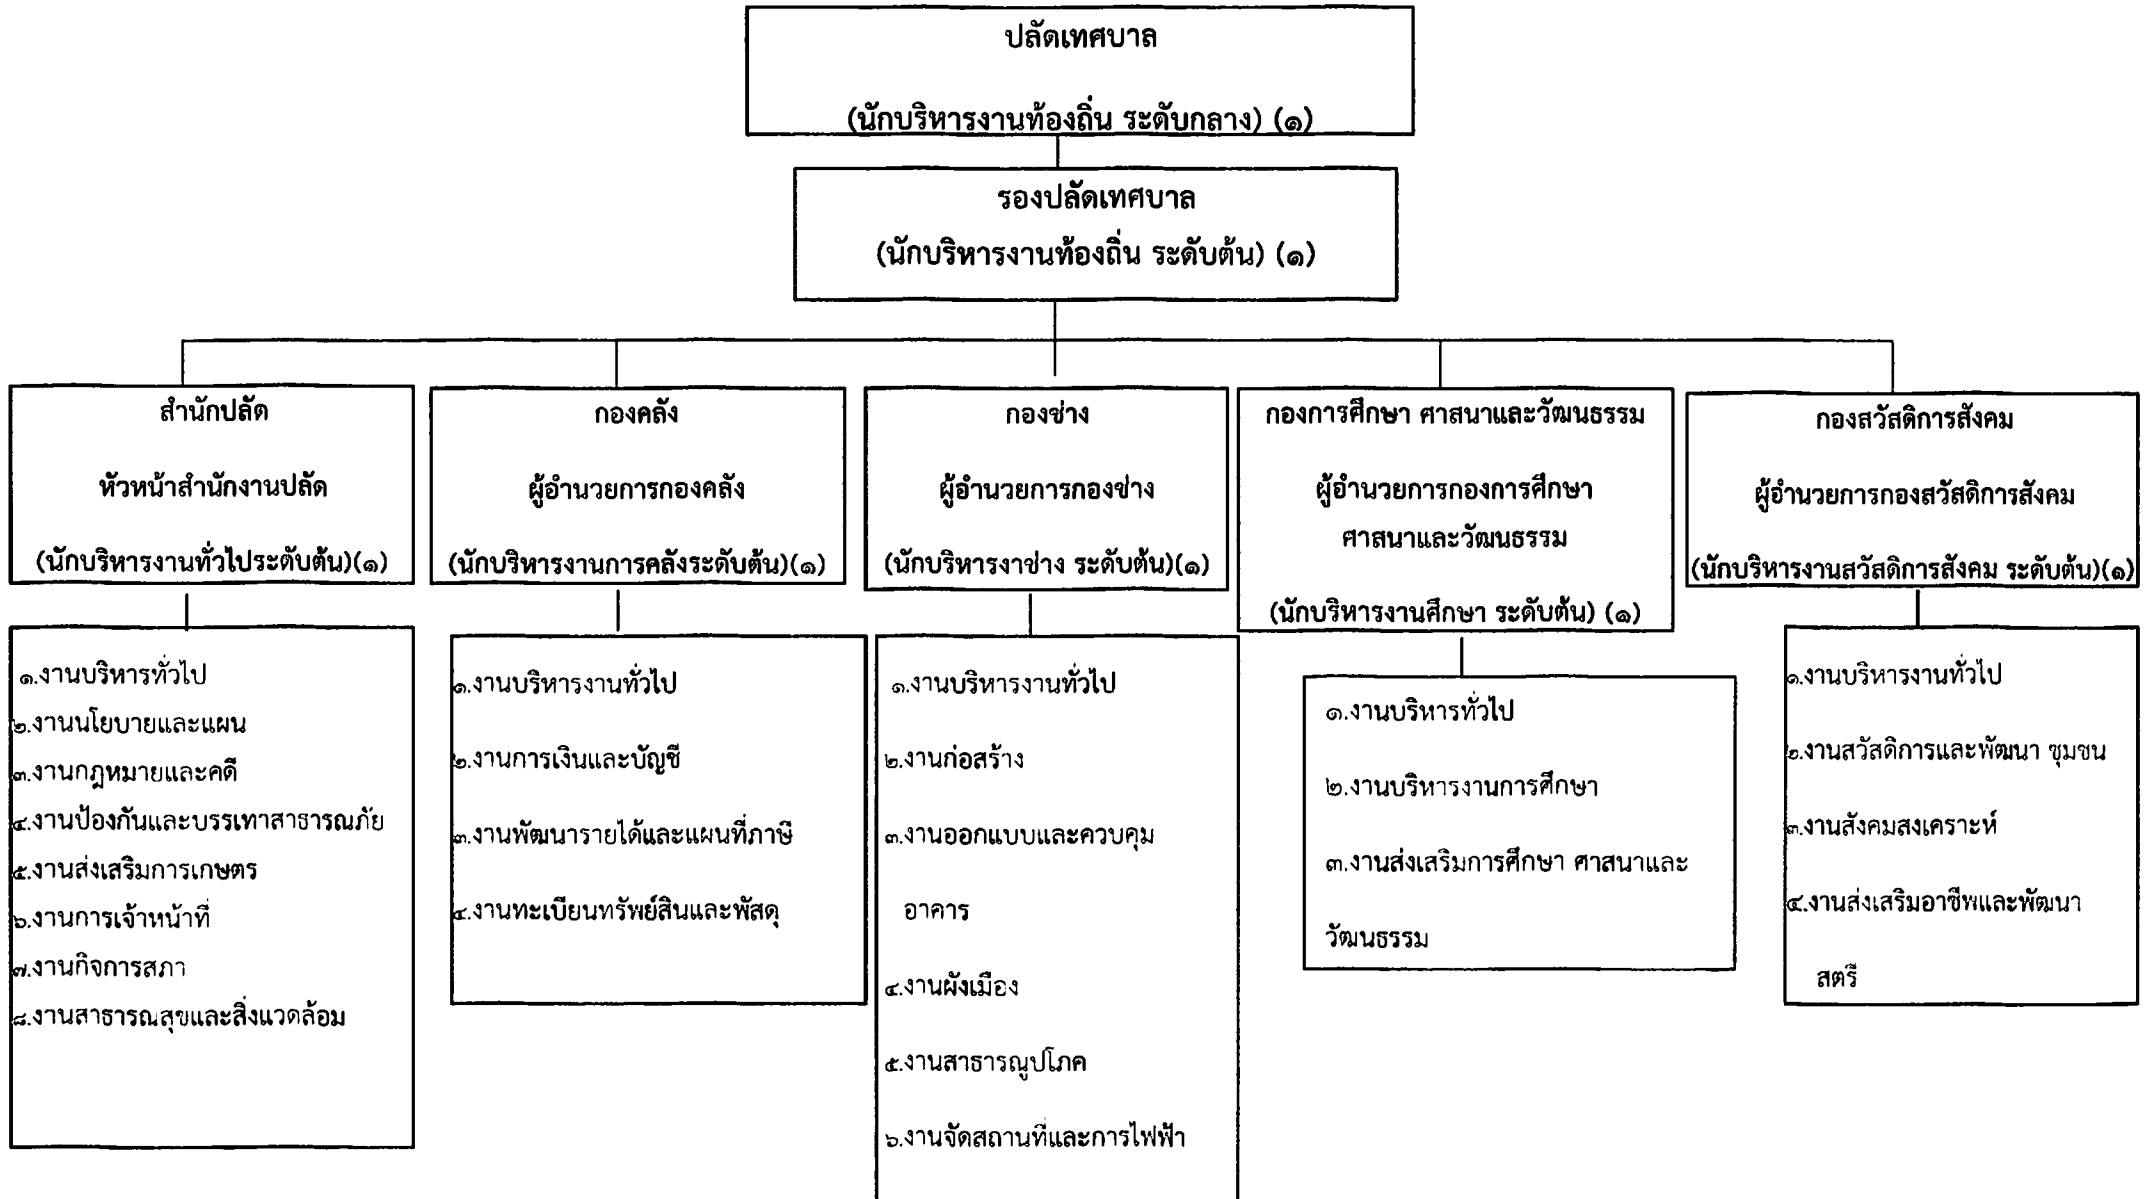 ปลัดเทศบาล
(นักบริหารงานท้องถิ่น ระดับกลาง) (๑)
รองปลัดเทศบาล
(นักบริหารงานท้องถิ่น ระดับต้น) (๑)
สำนักปลัด
หัวหน้าสำนักงานปลัด
(นักบริหารงานทั่วไประดับต้น)(๑)
กองคลัง
ผู้อำนวยการกองคลัง
(นักบริหารงานการคลังระดับต้น)(๑)
กองช่าง
ผู้อำนวยการกองช่าง
(นักบริหารงาช่าง ระดับต้น)(๑)
กองการศึกษา ศาสนาและวัฒนธรรม
ผู้อำนวยการกองการศึกษา
ศาสนาและวัฒนธรรม
(นักบริหารงานศึกษา ระดับต้น) (๑)
กองสวัสดิการสังคม
ผู้อำนวยการกองสวัสดิการสังคม
(นักบริหารงานสวัสดิการสังคม ระดับต้น)(๑)
๑.งานบริหารทั่วไป
๒.งานนโยบายและแผน
๓.งานกฎหมายและคดี
๔.งานป้องกันและบรรเทาสาธารณภัย
๕.งานส่งเสริมการเกษตร
๖.งานการเจ้าหน้าที่
๗.งานกิจการสภา
๘.งานสาธารณสุขและสิ่งแวดล้อม
๑.งานบริหารงานทั่วไป
๒.งานการเงินและบัญชี
๓.งานพัฒนารายได้และแผนที่ภาษี
๔.งานทะเบียนทรัพย์สินและพัสดุ
๑.งานบริหารงานทั่วไป
๒.งานก่อสร้าง
๓.งานออกแบบและควบคุม
อาคาร
๔.งานผังเมือง
๕.งานสาธารณูปโภค
๖.งานจัดสถานที่และการไฟฟ้า
๑.งานบริหารทั่วไป
๒.งานบริหารงานการศึกษา
๓.งานส่งเสริมการศึกษา ศาสนาและ
วัฒนธรรม
๑.งานบริหารงานทั่วไป
๒.งานสวัสดิการและพัฒนา ชุมชน
๓.งานสังคมสงเคราะห์
๔.งานส่งเสริมอาชีพและพัฒนา
สตรี